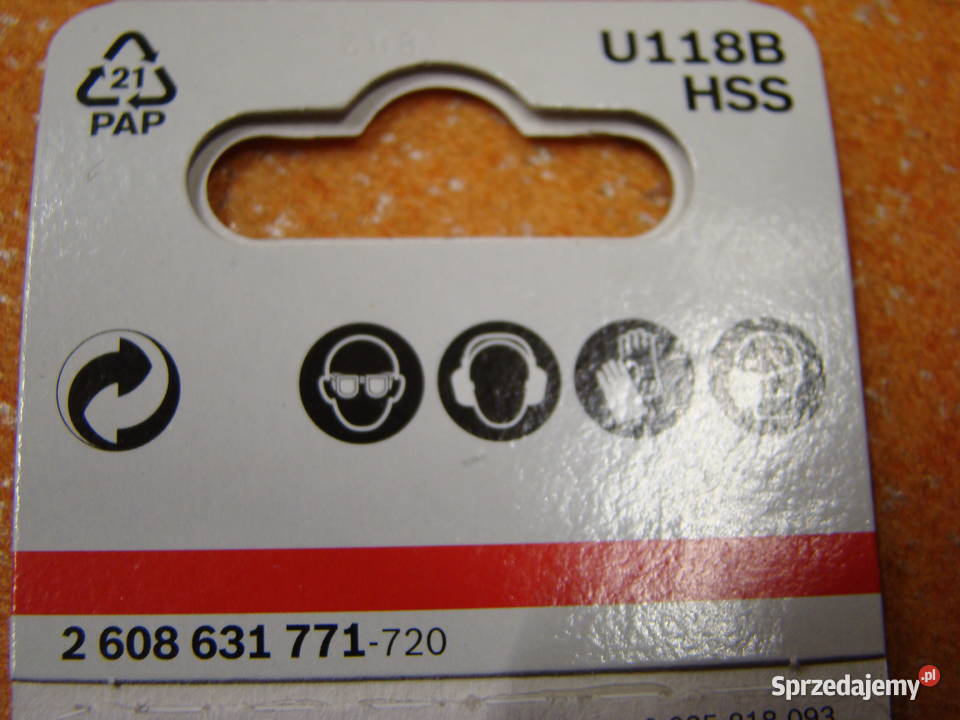 21
PAP
U118B
HSS
2 608 631 771-720
Sprzedajemy.pl